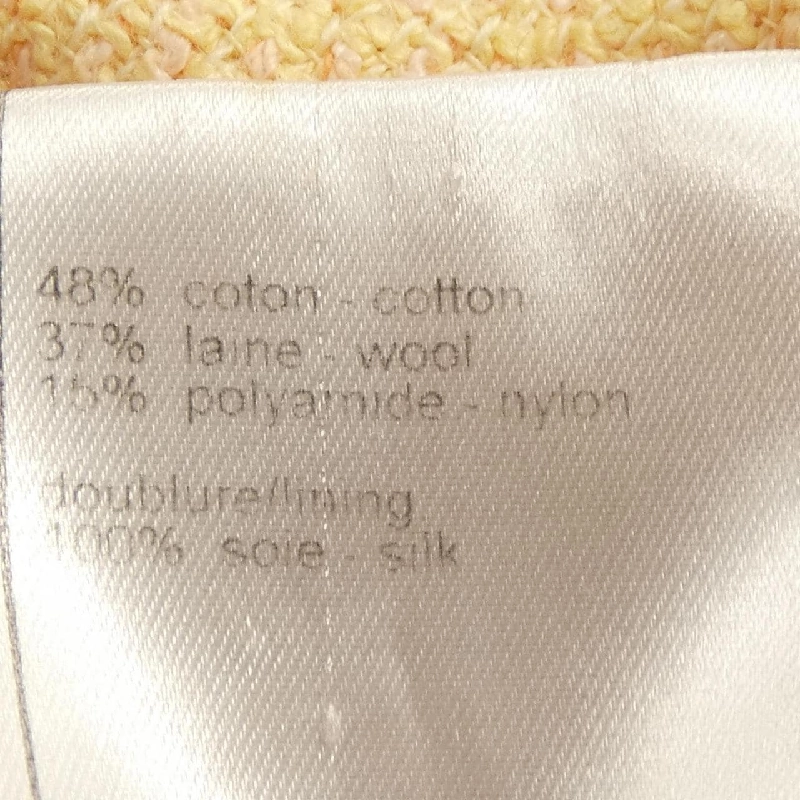 48% coton - cotton
37% laine - wool
15% polyamide - nylon
doublure/lining
100% soie - silk